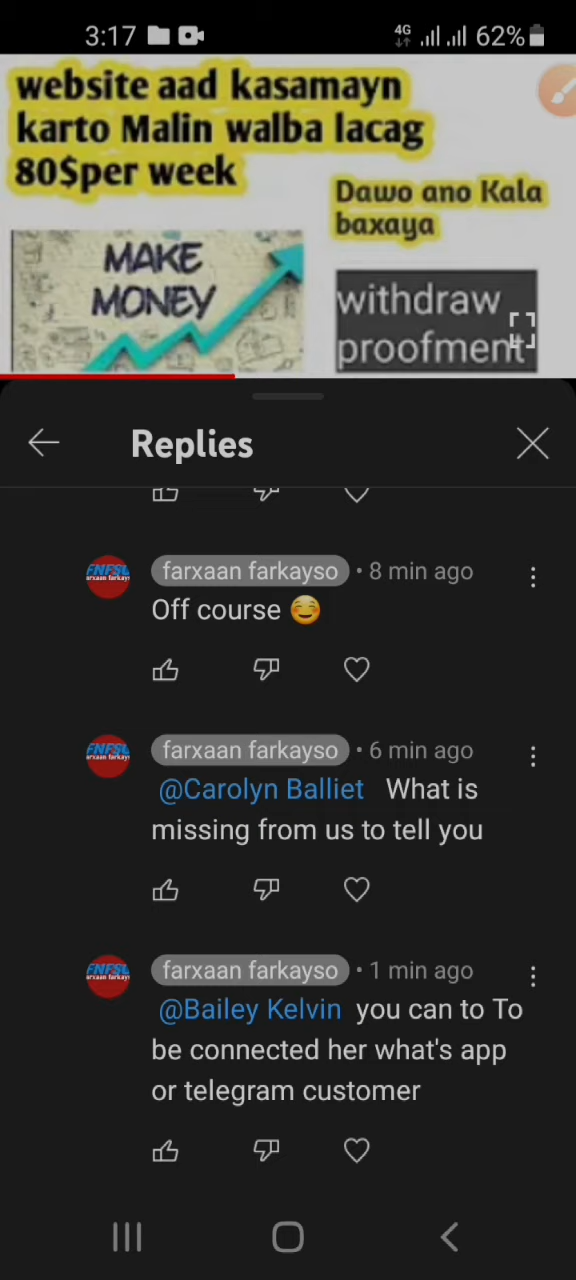 3:17
4G
62%
website aad kasamayn
karto Malin walba lacag
80$per week
Dawo ano Kala
baxaya
MAKE
MONEY
withdraw
proofment
Replies
farxaan farkayso • 8 min ago
Off course
farxaan farkayso • 6 min ago
@Carolyn Balliet What is
missing from us to tell you
farxaan farkayso • 1 min ago
@Bailey Kelvin you can to To
be connected her what's app
or telegram customer